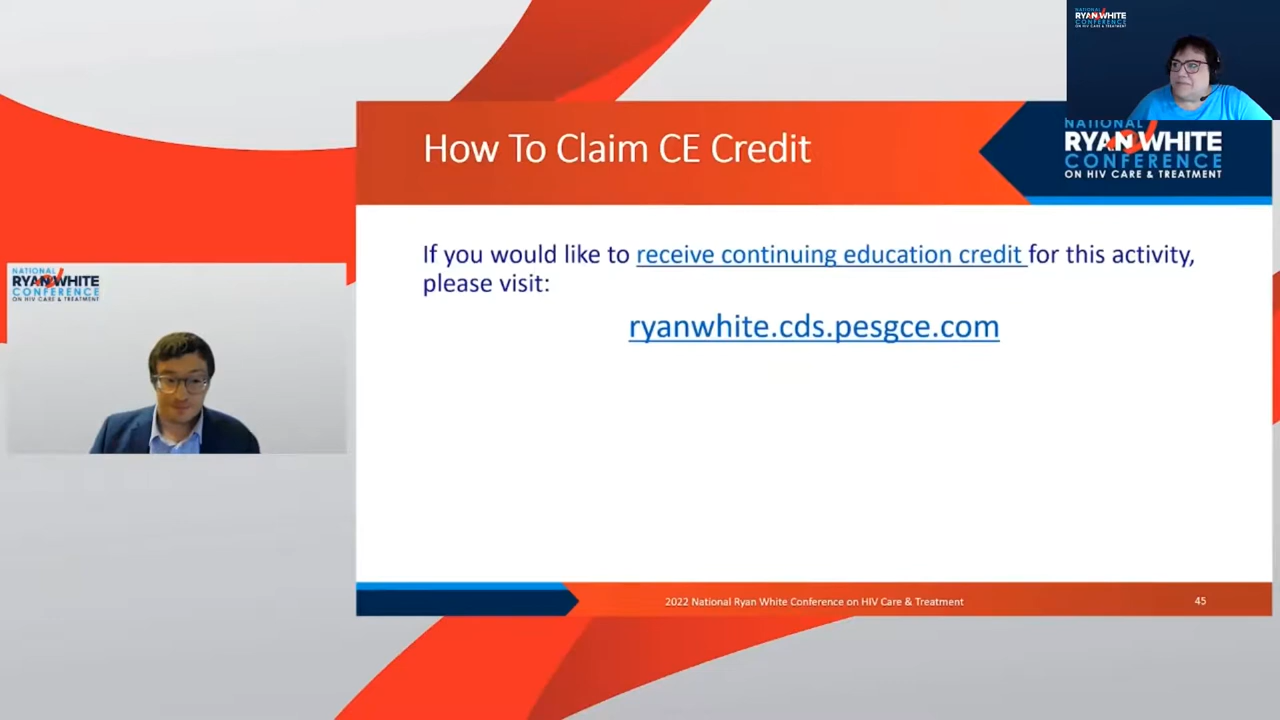 NATIONAL
RYAN WHITE
CONFERENCE
ON HIV CARE & TREATMENT
How To Claim CE Credit
NATIONAL
RYAN WHITE
CONFERENCE
ON HIV CARE & TREATMENT
If you would like to receive continuing education credit for this activity,
please visit:
ryanwhite.cds.pesgce.com
NATIONAL
RYAN WHITE
CONFERENCE
ON HIV CARE & TREATMENT
2022 National Ryan White Conference on HIV Care & Treatment
45